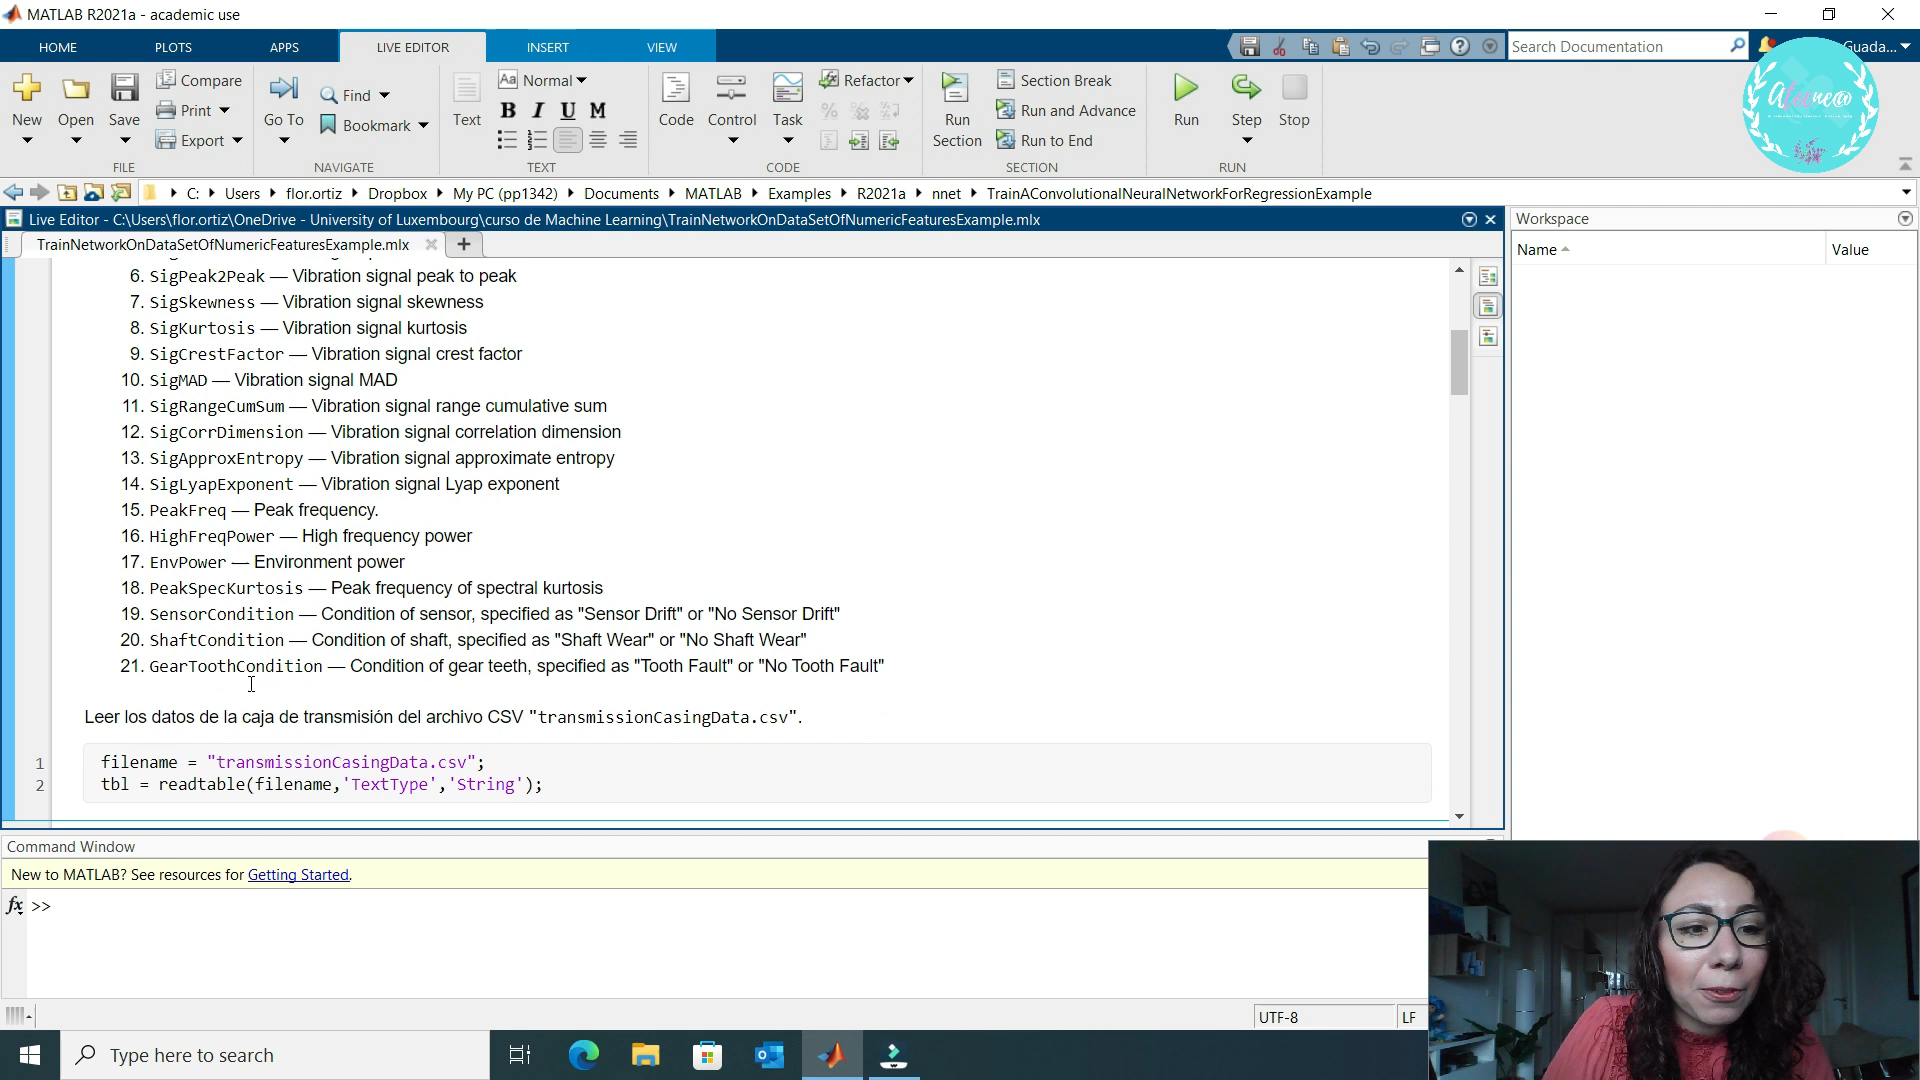 MATLAB R2021a - academic use
HOME PLOTS APPS LIVE EDITOR INSERT VIEW
Search Documentation
Guada...
New Open Save Compare Print Export
FILE
Go To Find Bookmark
NAVIGATE
Text Aa Normal B I U M
TEXT
Code Control Task Refactor
CODE
Run Section Section Break Run and Advance Run to End
SECTION
Run Step Stop
RUN
C: Users flor.ortiz Dropbox My PC (pp1342) Documents MATLAB Examples R2021a nnet TrainAConvolutionalNeuralNetworkForRegressionExample
Live Editor - C:\Users\flor.ortiz\OneDrive - University of Luxembourg\curso de Machine Learning\TrainNetworkOnDataSetOfNumericFeaturesExample.mlx
TrainNetworkOnDataSetOfNumericFeaturesExample.mlx
Workspace
Name Value
6. SigPeak2Peak — Vibration signal peak to peak
7. SigSkewness — Vibration signal skewness
8. SigKurtosis — Vibration signal kurtosis
9. SigCrestFactor — Vibration signal crest factor
10. SigMAD — Vibration signal MAD
11. SigRangeCumSum — Vibration signal range cumulative sum
12. SigCorrDimension — Vibration signal correlation dimension
13. SigApproxEntropy — Vibration signal approximate entropy
14. SigLyapExponent — Vibration signal Lyap exponent
15. PeakFreq — Peak frequency.
16. HighFreqPower — High frequency power
17. EnvPower — Environment power
18. PeakSpecKurtosis — Peak frequency of spectral kurtosis
19. SensorCondition — Condition of sensor, specified as "Sensor Drift" or "No Sensor Drift"
20. ShaftCondition — Condition of shaft, specified as "Shaft Wear" or "No Shaft Wear"
21. GearToothCondition — Condition of gear teeth, specified as "Tooth Fault" or "No Tooth Fault"
Leer los datos de la caja de transmisión del archivo CSV "transmissionCasingData.csv".
1 filename = "transmissionCasingData.csv";
2 tbl = readtable(filename,'TextType','String');
Command Window
New to MATLAB? See resources for Getting Started.
fx >>
UTF-8 LF
Type here to search